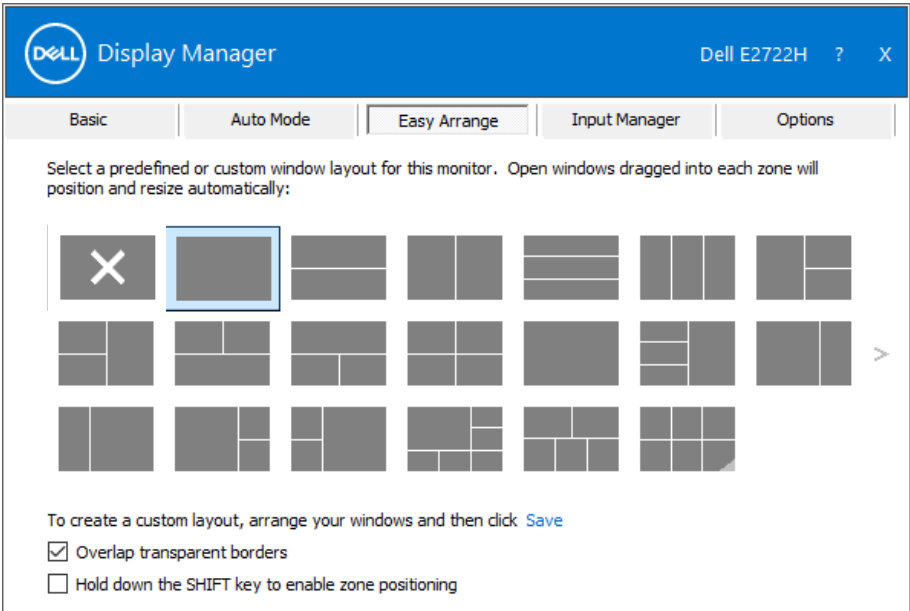 DELL Display Manager Dell E2722H ? X
Basic Auto Mode Easy Arrange Input Manager Options
Select a predefined or custom window layout for this monitor. Open windows dragged into each zone will
position and resize automatically:
>
To create a custom layout, arrange your windows and then click Save
Overlap transparent borders
Hold down the SHIFT key to enable zone positioning